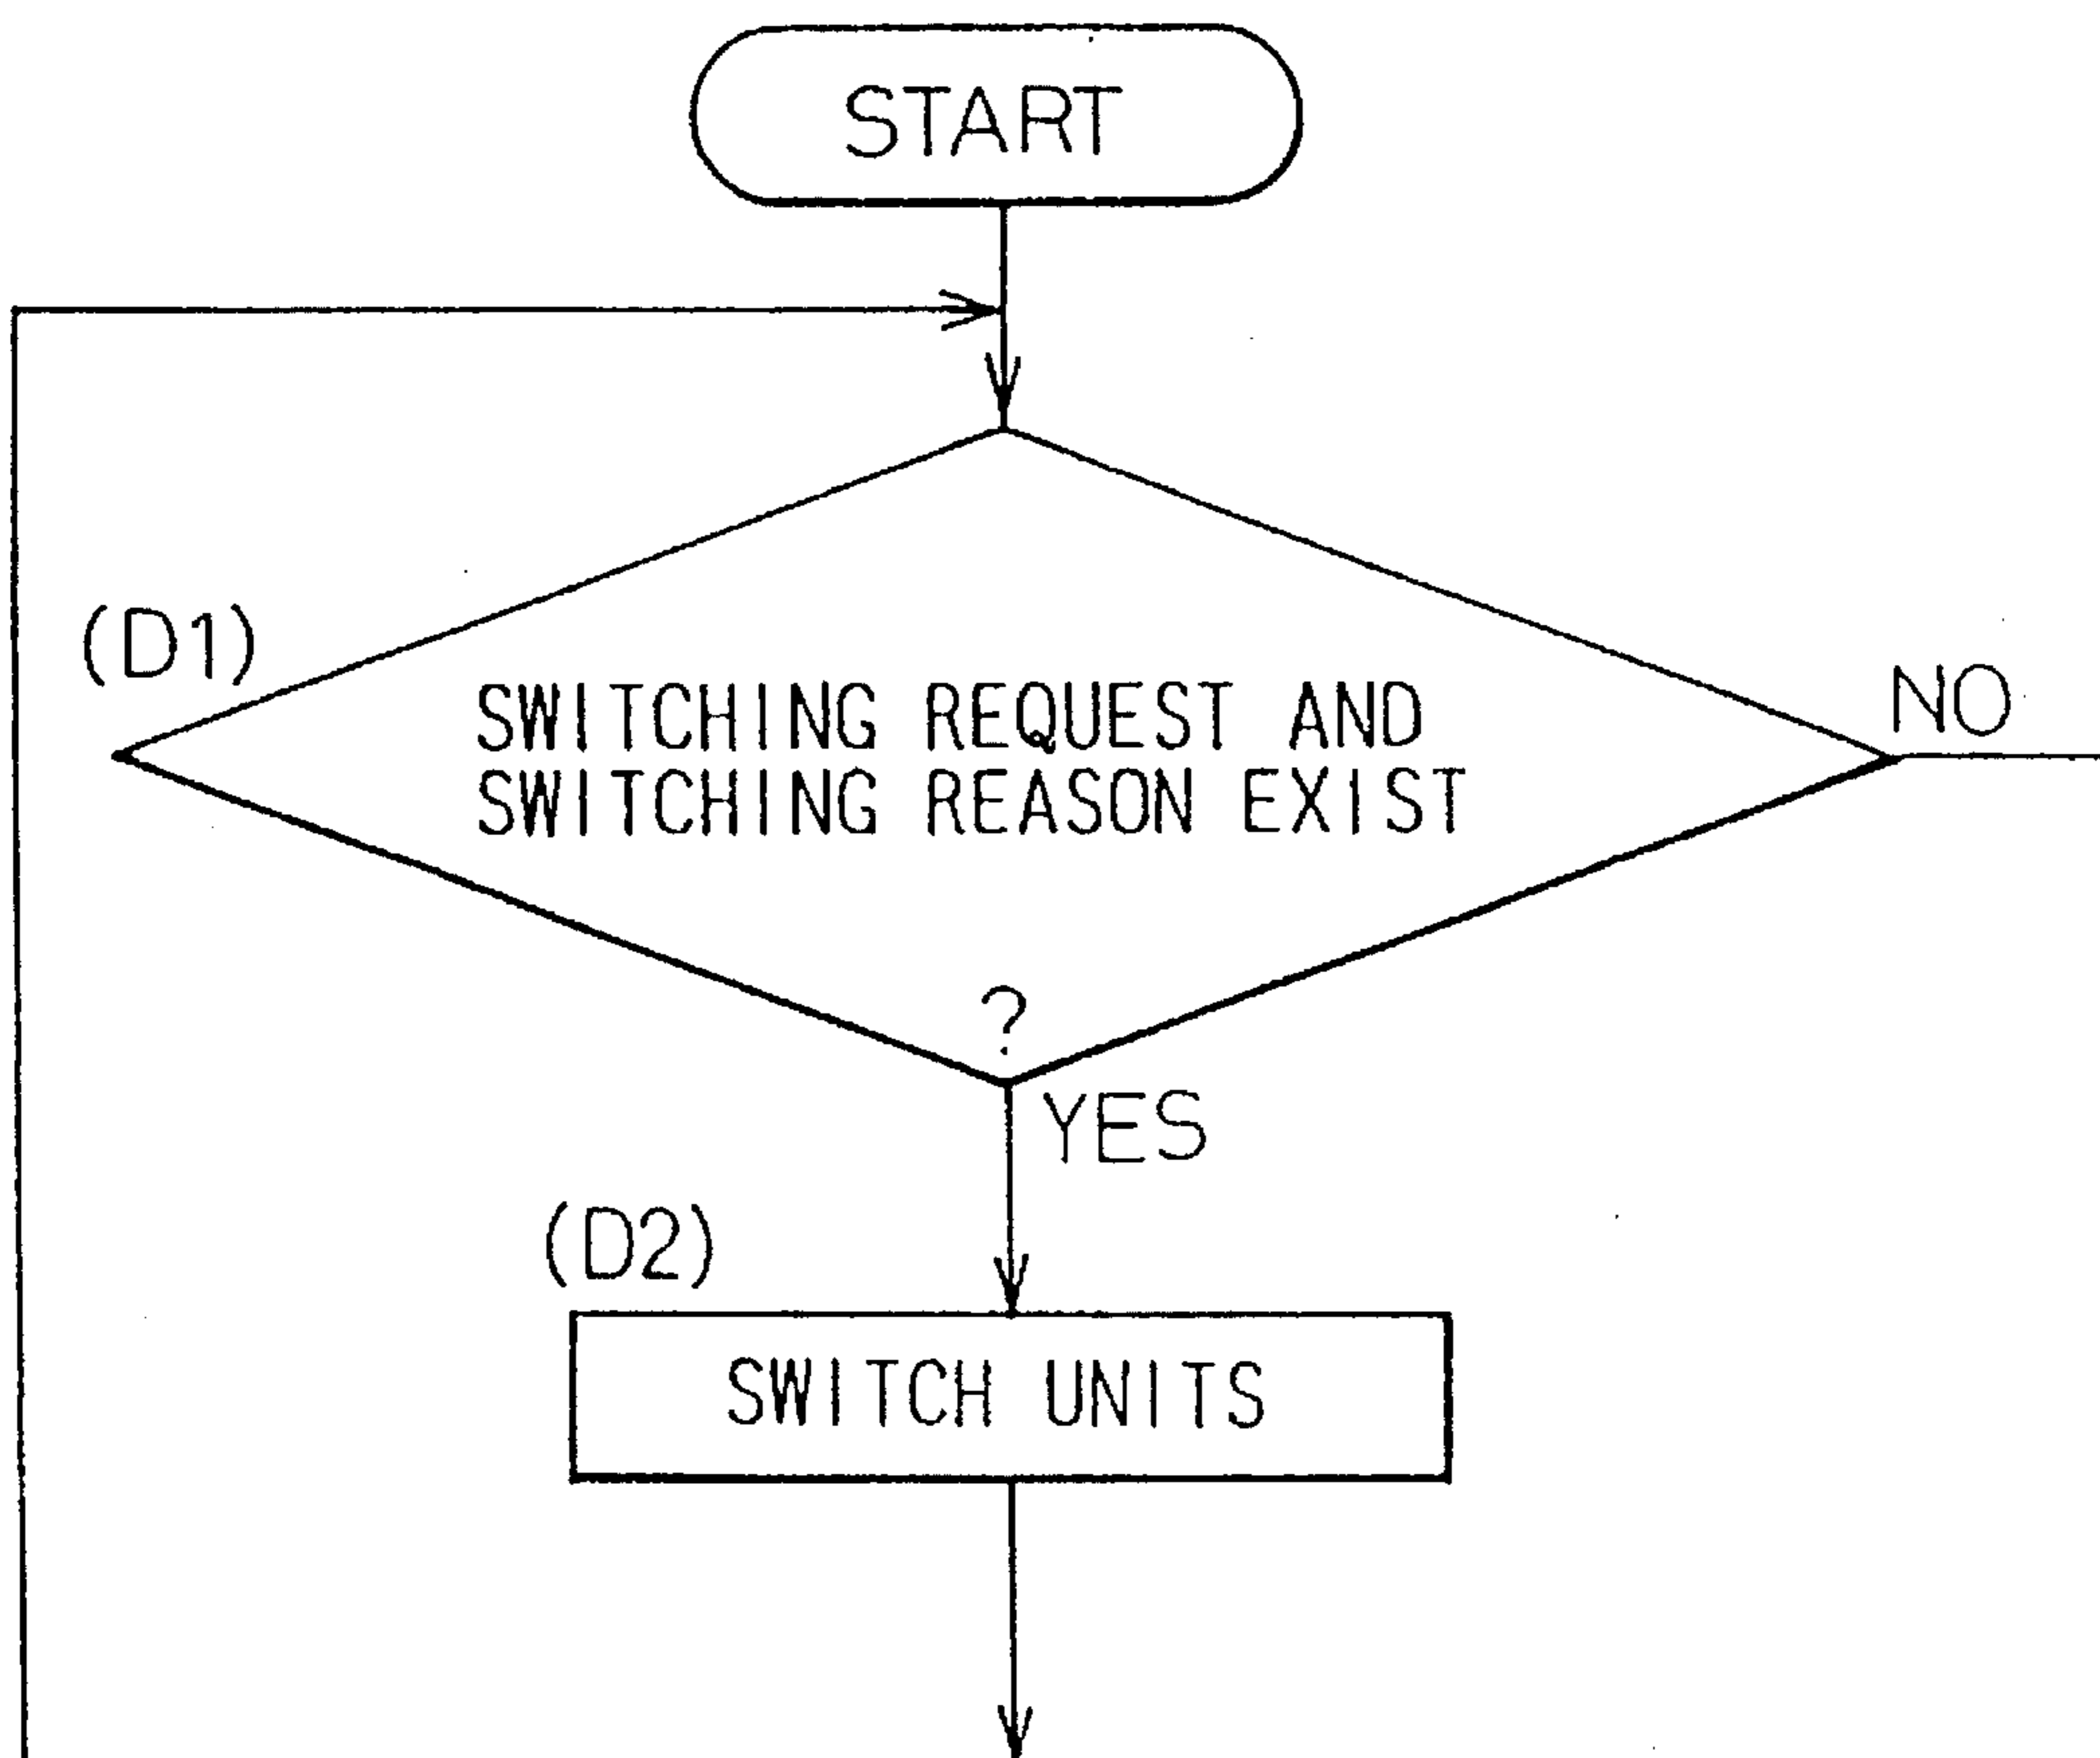 START
(D1)
SWITCHING REQUEST AND
SWITCHING REASON EXIST
NO
?
YES
(D2)
SWITCH UNITS